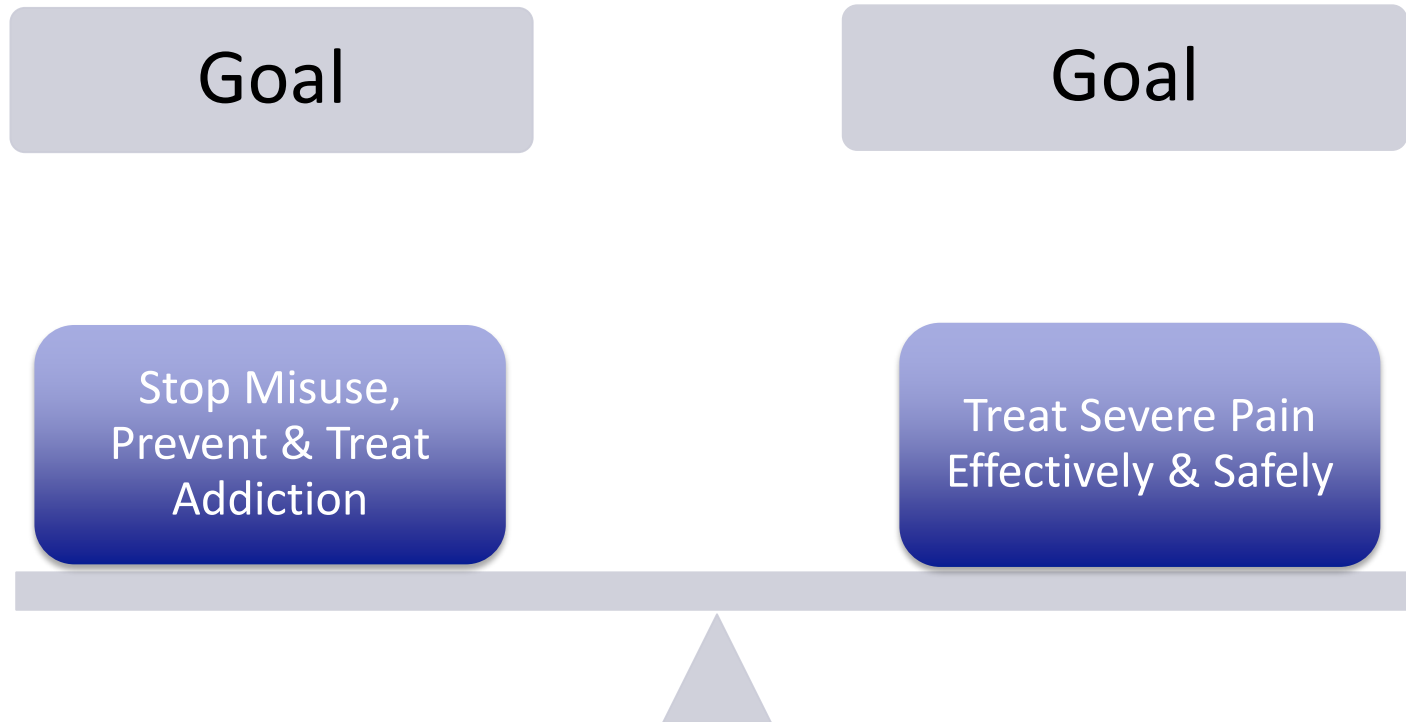 Goal
Goal
Stop Misuse,
Prevent & Treat
Addiction
Treat Severe Pain
Effectively & Safely